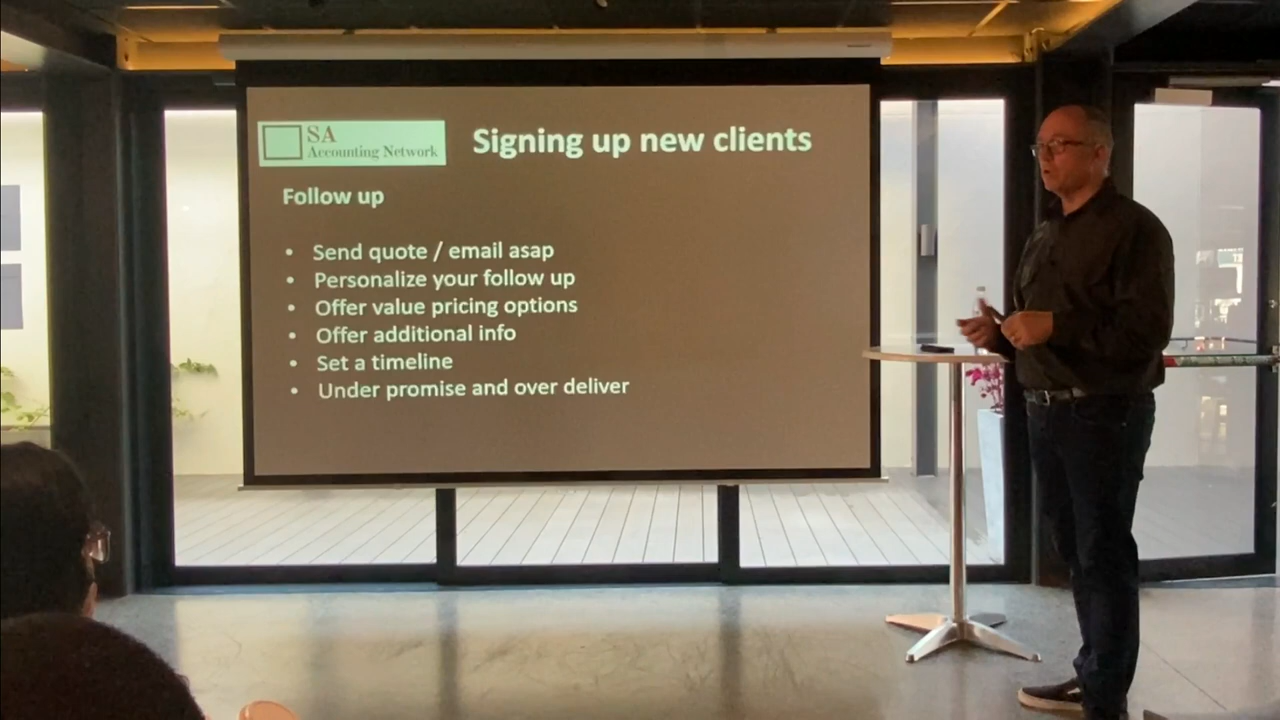 SA
Accounting Network
Signing up new clients
Follow up
• Send quote / email asap
• Personalize your follow up
• Offer value pricing options
• Offer additional info
• Set a timeline
• Under promise and over deliver